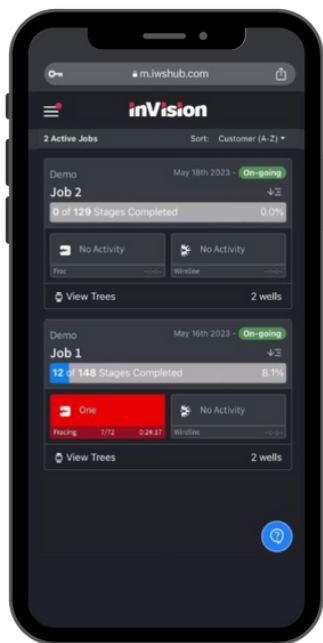 m.iwshub.com
inVision
2 Active Jobs Sort: Customer (A-Z)
Demo May 18th 2023 - On-going
Job 2
0 of 129 Stages Completed 0.0%
No Activity No Activity
Frac --:--:-- Wireline --:--:--
View Trees 2 wells
Demo May 16th 2023 - On-going
Job 1
12 of 148 Stages Completed 8.1%
One No Activity
Fracing 7/72 0:24:17 Wireline --:--:--
View Trees 2 wells